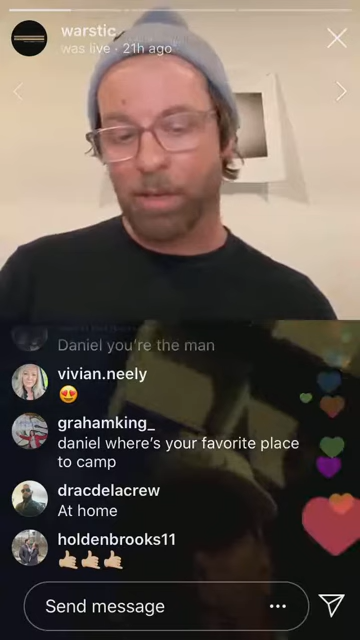 warstic
was live · 21h ago
Daniel you're the man
vivian.neely
😍
grahamking_
daniel where's your favorite place
to camp
dracdelacrew
At home
holdenbrooks11
🤙🏼🤙🏼🤙🏼
Send message